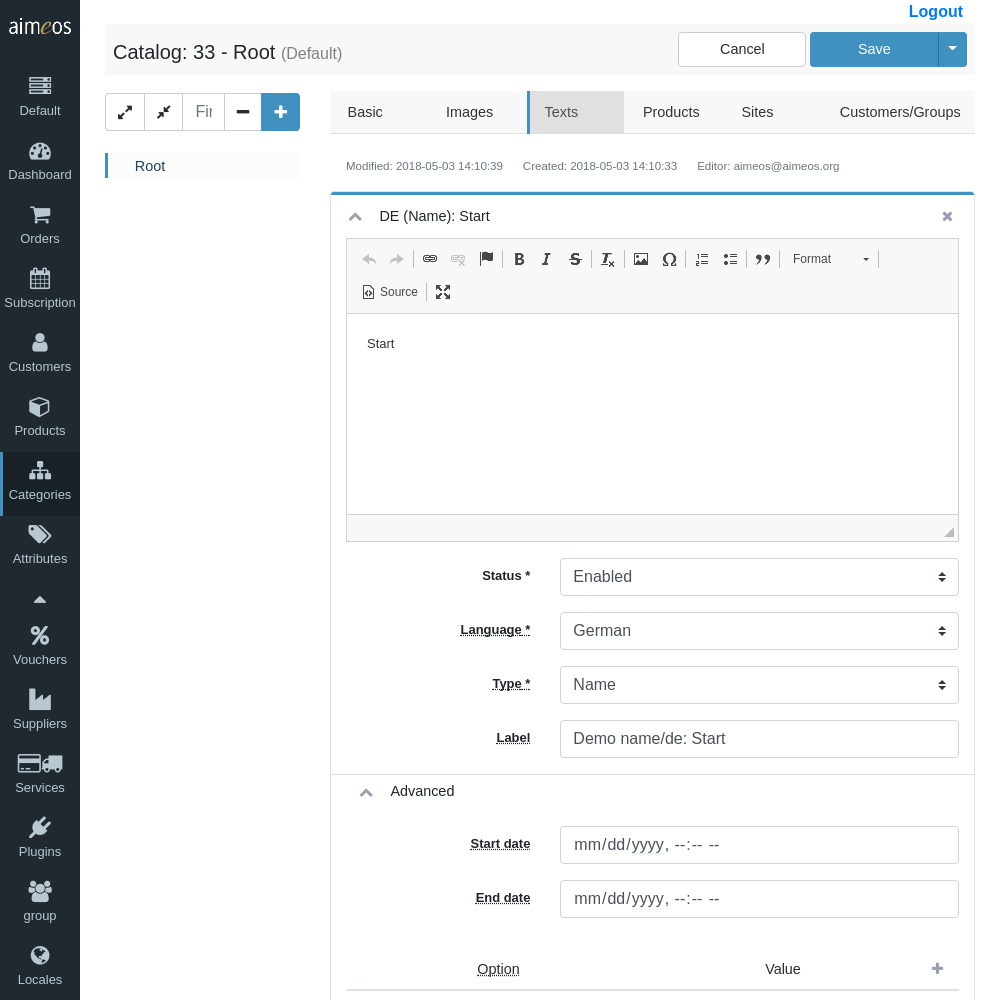 Logout
aimeos
Catalog: 33 - Root (Default)
Cancel
Save
Default
Dashboard
Orders
Subscription
Customers
Products
Categories
Attributes
Vouchers
Suppliers
Services
Plugins
group
Locales
Fir
Root
Basic Images Texts Products Sites Customers/Groups
Modified: 2018-05-03 14:10:39 Created: 2018-05-03 14:10:33 Editor: aimeos@aimeos.org
DE (Name): Start
Format
Source
Start
Status * Enabled
Language * German
Type * Name
Label Demo name/de: Start
Advanced
Start date mm/dd/yyyy, --:-- --
End date mm/dd/yyyy, --:-- --
Option Value